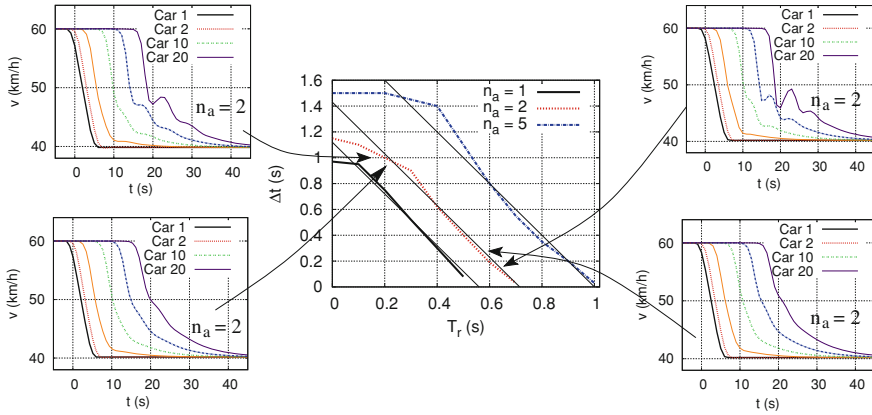 v (km/h)
60
50
40
Car 1
Car 2
Car 10
Car 20
n_a = 2
0 10 20 30 40
t (s)
Δt (s)
1.6
1.4
1.2
1
0.8
0.6
0.4
0.2
0
n_a = 1
n_a = 2
n_a = 5
0 0.2 0.4 0.6 0.8 1
T_r (s)
v (km/h)
60
50
40
Car 1
Car 2
Car 10
Car 20
n_a = 2
0 10 20 30 40
t (s)
v (km/h)
60
50
40
Car 1
Car 2
Car 10
Car 20
n_a = 2
0 10 20 30 40
t (s)
v (km/h)
60
50
40
Car 1
Car 2
Car 10
Car 20
n_a = 2
0 10 20 30 40
t (s)